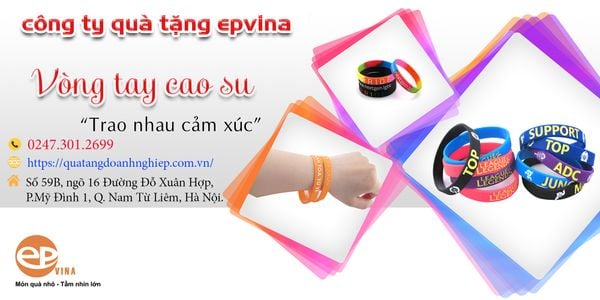 công ty quà tặng epvina
Vòng tay cao su
“Trao nhau cảm xúc”
0247.301.2699
https://quatangdoanhnghiep.com.vn/
Số 59B, ngõ 16 Đường Đỗ Xuân Hợp,
P.Mỹ Đình 1, Q. Nam Từ Liêm, Hà Nội.
ep
VINA
Món quà nhỏ - Tầm nhìn lớn
SUPPORT
TOP
TOP
ADC
LEAGUE
LEGENDS